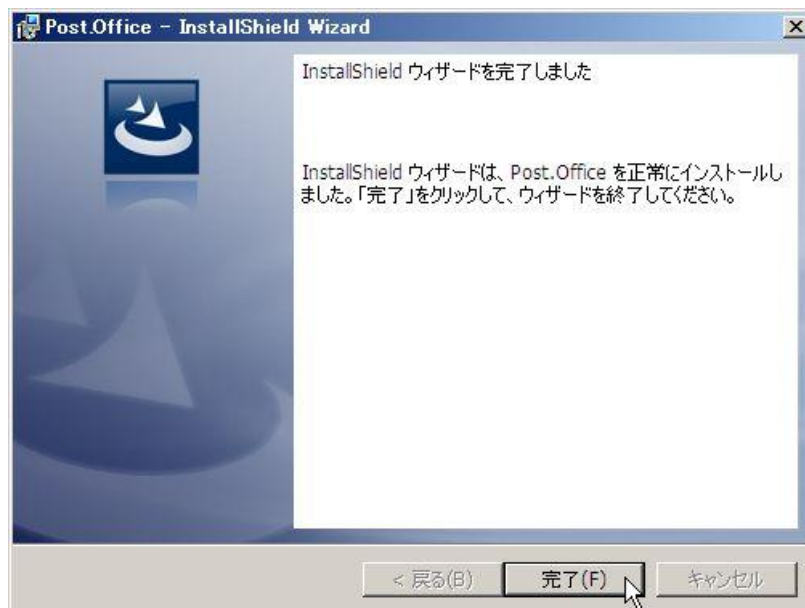 Post.Office - InstallShield Wizard
InstallShield ウィザードを完了しました
InstallShield ウィザードは、Post.Office を正常にインストールし
ました。「完了」をクリックして、ウィザードを終了してください。
< 戻る(B) 完了(F) キャンセル